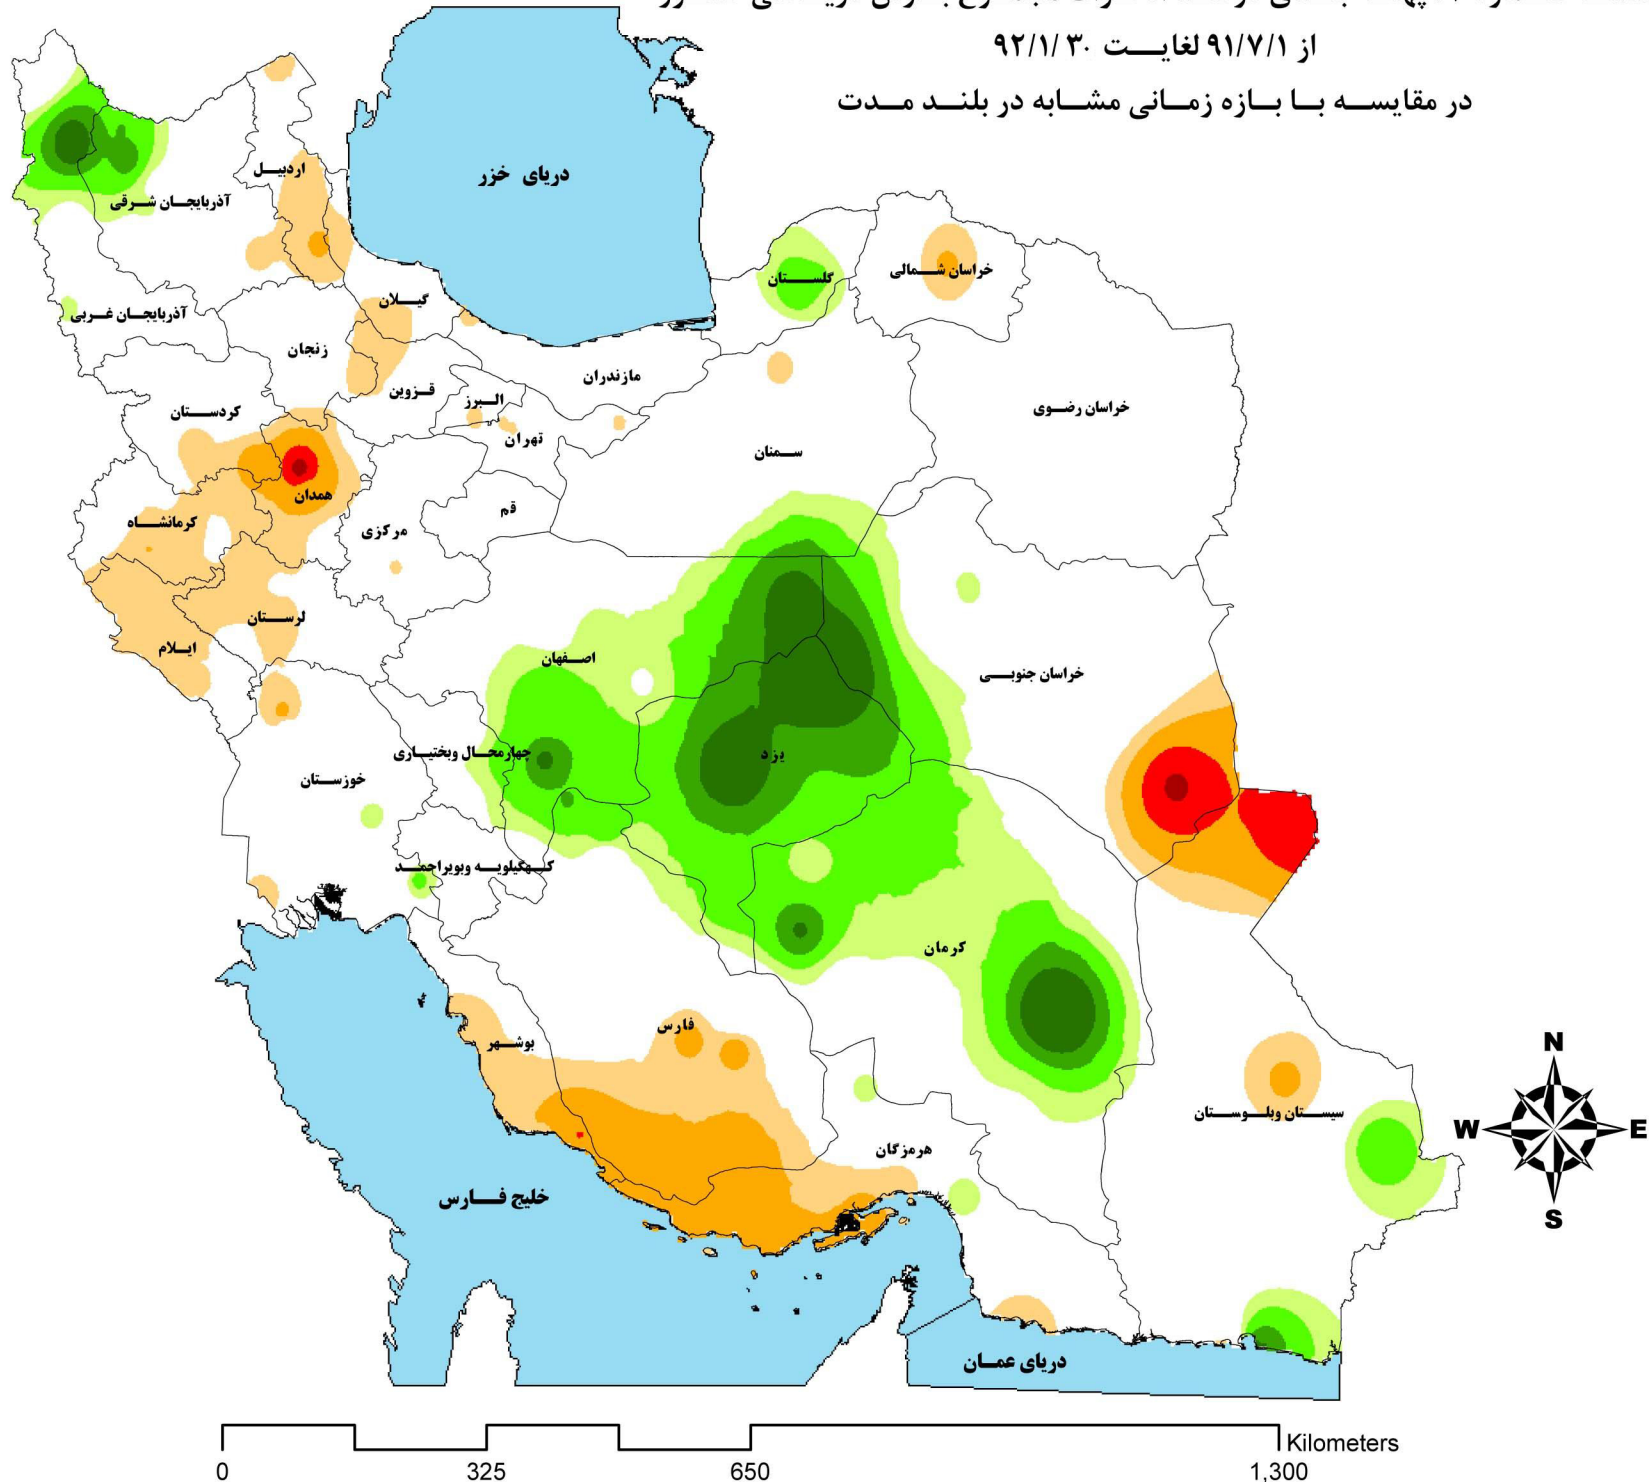 از ۹۱/۷/۱ لغایت ۹۲/۱/۳۰
در مقایسه با بازه زمانی مشابه در بلند مدت
دریای خزر
اردبیل
آذربایجان شرقی
گلستان
خراسان شمالی
گیلان
آذربایجان غربی
زنجان
مازندران
قزوین
البرز
خراسان رضوی
کردستان
تهران
سمنان
همدان
قم
کرمانشاه
مرکزی
لرستان
ایلام
اصفهان
خراسان جنوبی
چهارمحال وبختیاری
یزد
خوزستان
کهگیلویه وبویراحمد
کرمان
فارس
بوشهر
سیستان وبلوستان
هرمزگان
خلیج فارس
دریای عمان
N
W
E
S
Kilometers
0 325 650 1,300